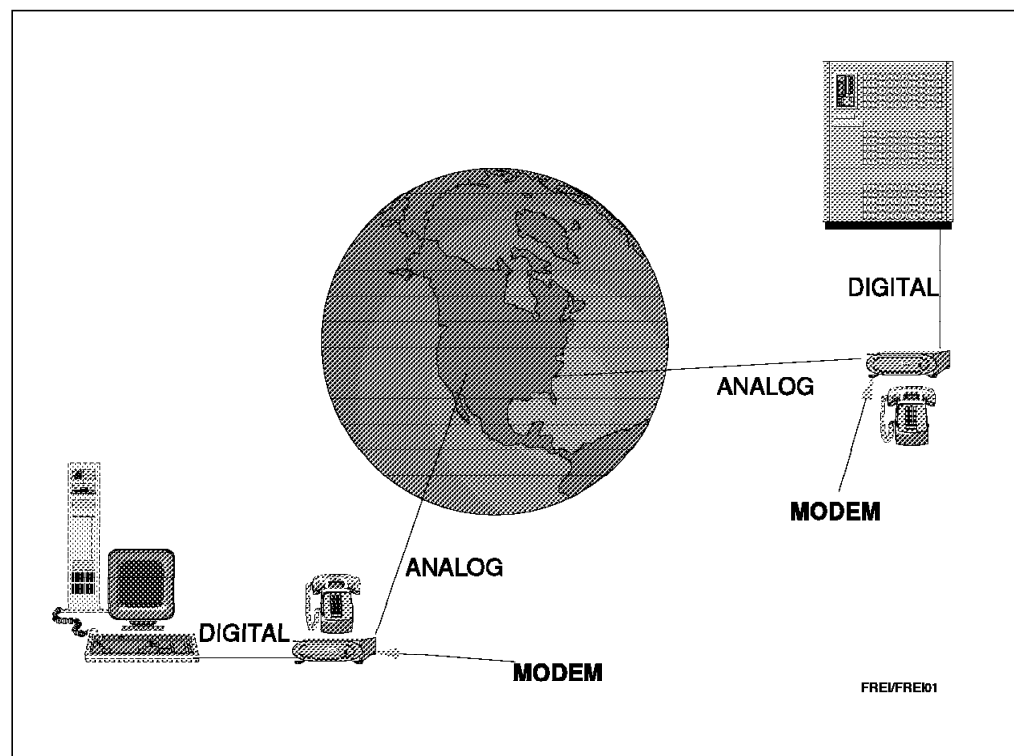 DIGITAL
ANALOG
MODEM
ANALOG
DIGITAL
MODEM
FREI/FREI01